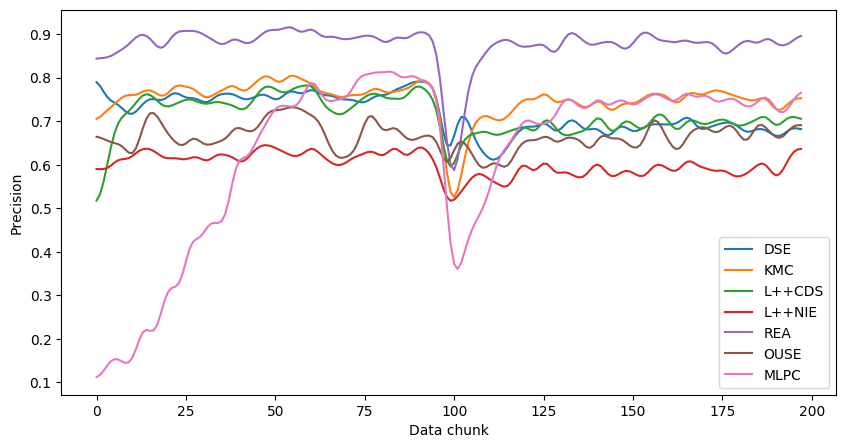 0.9
0.8
0.7
0.6
0.5
0.4
0.3
0.2
0.1
Precision
0 25 50 75 100 125 150 175 200
Data chunk
DSE
KMC
L++CDS
L++NIE
REA
OUSE
MLPC